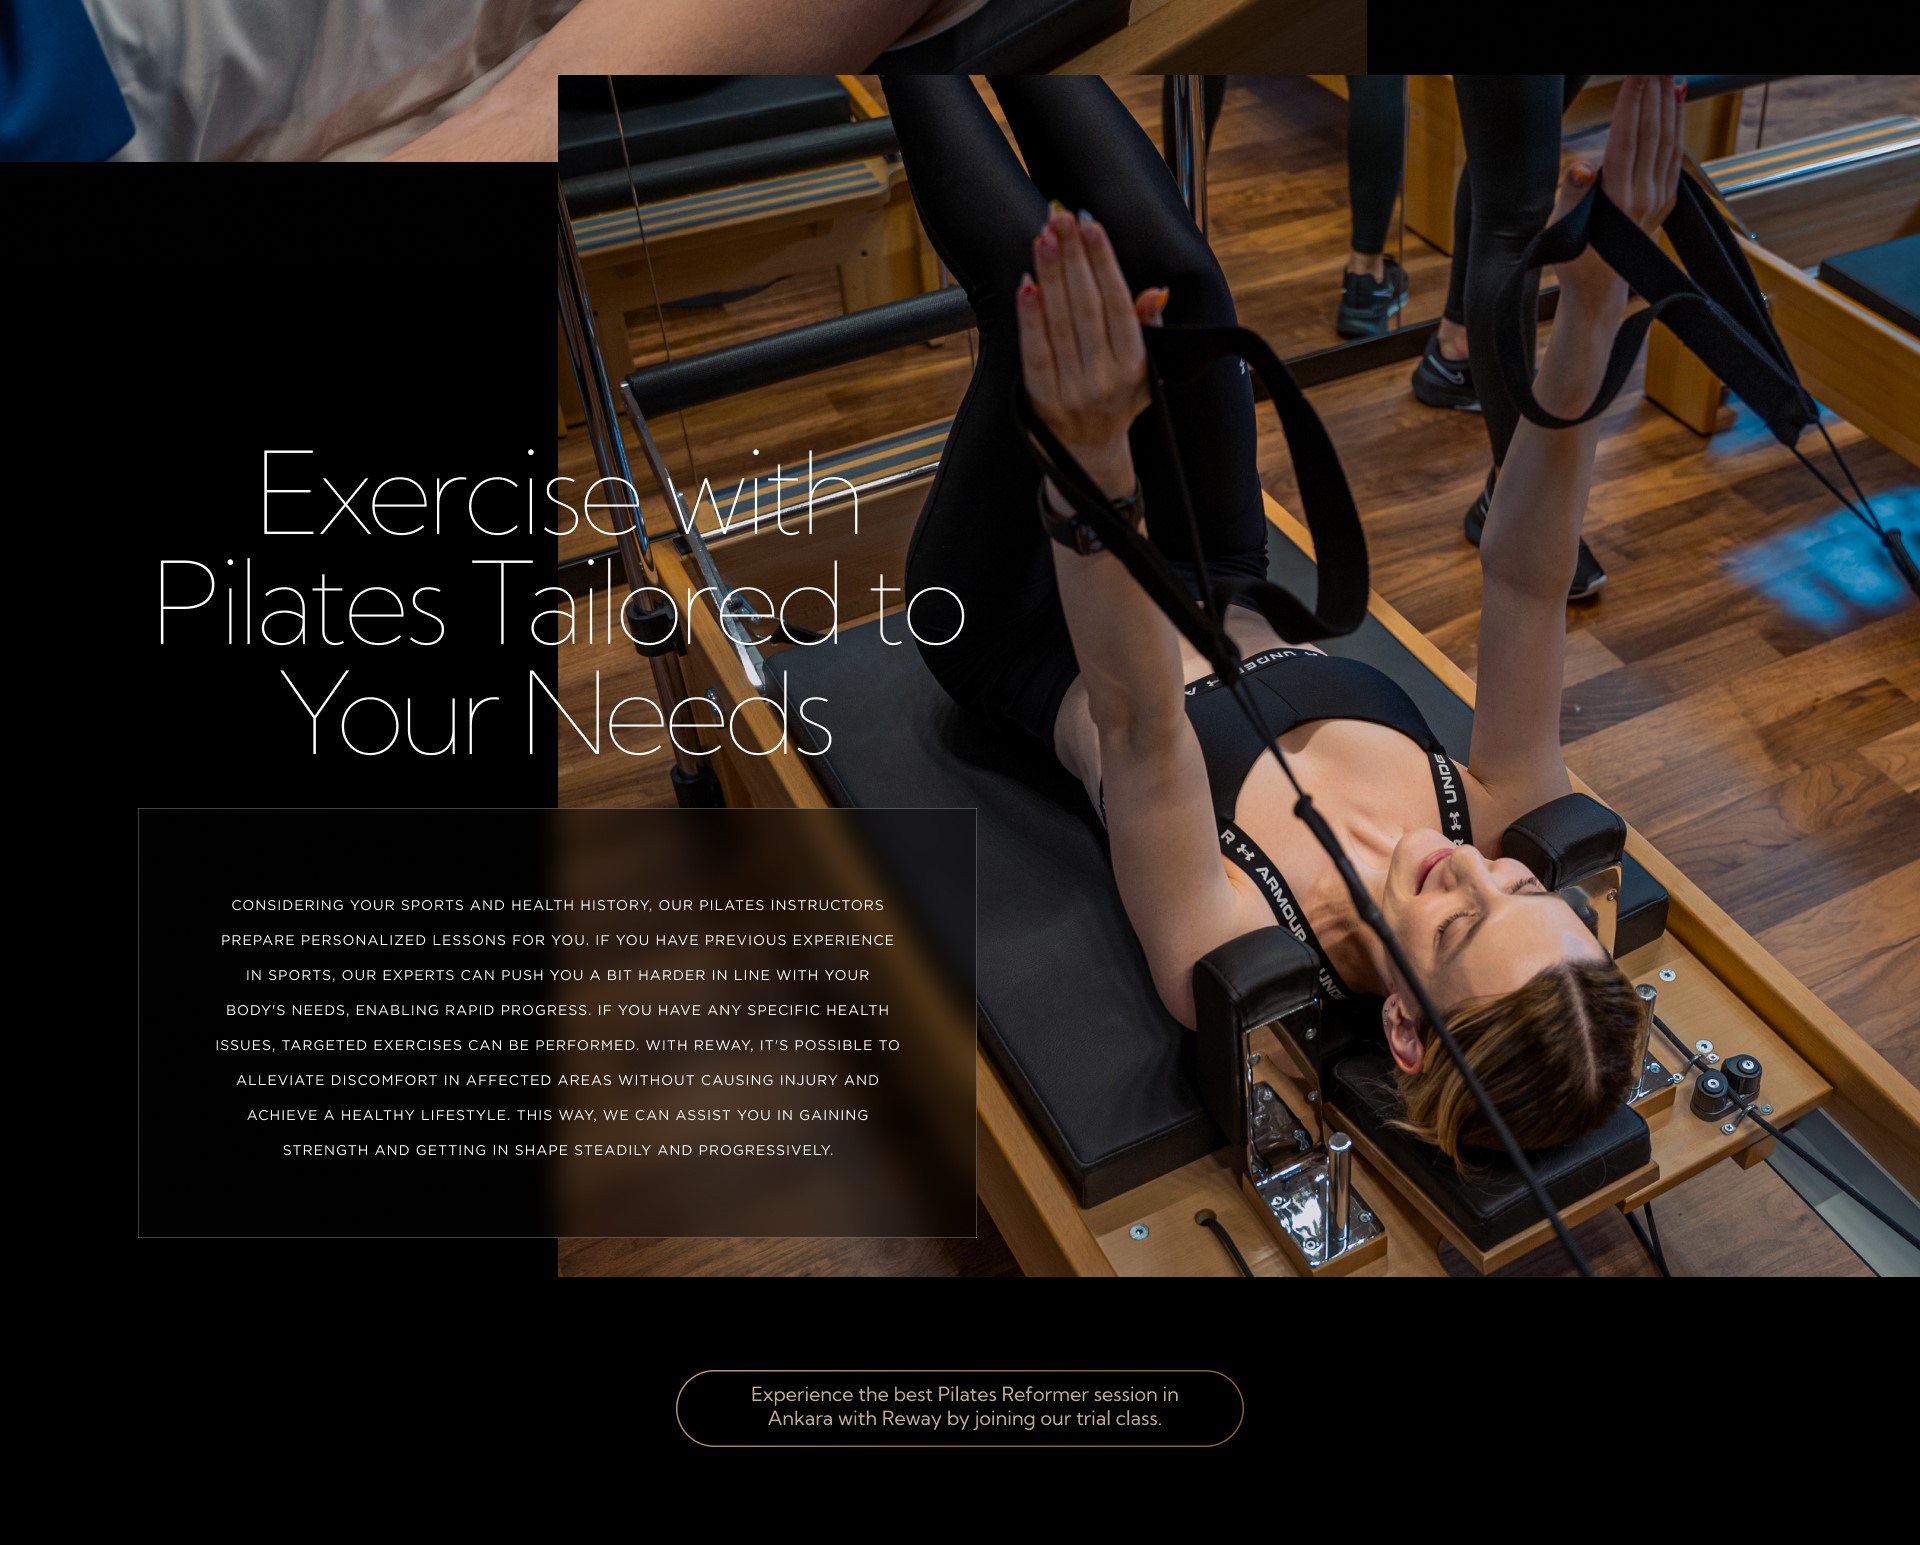 Exercise with
Pilates Tailored to
Your Needs
CONSIDERING YOUR SPORTS AND HEALTH HISTORY, OUR PILATES INSTRUCTORS
PREPARE PERSONALIZED LESSONS FOR YOU. IF YOU HAVE PREVIOUS EXPERIENCE
IN SPORTS, OUR EXPERTS CAN PUSH YOU A BIT HARDER IN LINE WITH YOUR
BODY'S NEEDS, ENABLING RAPID PROGRESS. IF YOU HAVE ANY SPECIFIC HEALTH
ISSUES, TARGETED EXERCISES CAN BE PERFORMED. WITH REWAY, IT'S POSSIBLE TO
ALLEVIATE DISCOMFORT IN AFFECTED AREAS WITHOUT CAUSING INJURY AND
ACHIEVE A HEALTHY LIFESTYLE. THIS WAY, WE CAN ASSIST YOU IN GAINING
STRENGTH AND GETTING IN SHAPE STEADILY AND PROGRESSIVELY.
UNDE
UNDE
R ARMOUR UND
Experience the best Pilates Reformer session in
Ankara with Reway by joining our trial class.